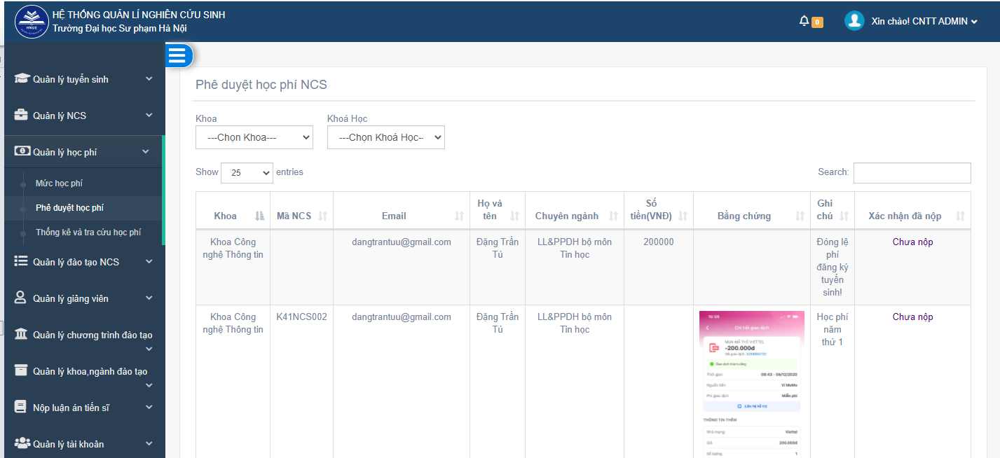 HỆ THỐNG QUẢN LÍ NGHIÊN CỨU SINH
Trường Đại học Sư phạm Hà Nội
HNUE
0
Xin chào! CNTT ADMIN
Quản lý tuyển sinh
Quản lý NCS
Quản lý học phí
Mức học phí
Phê duyệt học phí
Thống kê và tra cứu học phí
Quản lý đào tạo NCS
Quản lý giảng viên
Quản lý chương trình đào tạo
Quản lý khoa,ngành đào tạo
Nộp luận án tiến sĩ
Quản lý tài khoản
Phê duyệt học phí NCS
Khoa
Khoá Học
---Chọn Khoa---
---Chọn Khoá Học--
Show 25 entries
Search:
Khoa
Mã NCS
Email
Họ và
tên
Chuyên ngành
Số
tiền(VNĐ)
Bằng chứng
Ghi
chú
Xác nhận đã nộp
Khoa Công
nghệ Thông tin
dangtrantuu@gmail.com
Đặng Trần
Tú
LL&PPDH bộ môn
Tin học
200000
Đóng lệ
phí
đăng ký
tuyển
sinh!
Chưa nộp
Khoa Công
nghệ Thông tin
K41NCS002
dangtrantuu@gmail.com
Đặng Trần
Tú
LL&PPDH bộ môn
Tin học
16:59
Chi tiết giao dịch
MUA MÃ THẺ VIETTEL
-200.000đ
Mã giao dịch:
Giao dịch thành công
Thời gian 08:43 - 05/12/2020
Nguồn tiền Ví MoMo
Phí giao dịch Miễn phí
Liên hệ hỗ trợ
THÔNG TIN THÊM
Nhà mạng Viettel
Giá 200.000đ
Số lượng 1
Học phí
năm
thứ 1
Chưa nộp